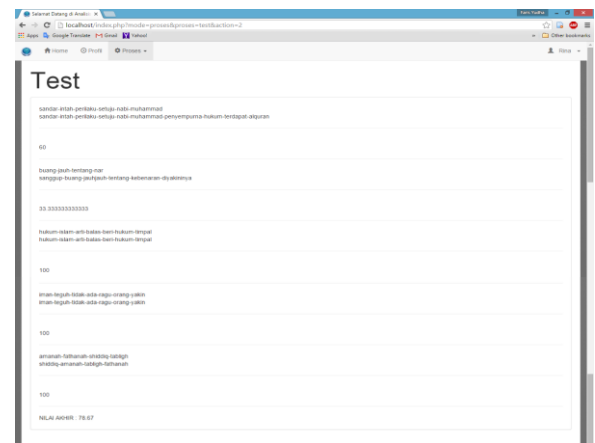 Selamat Datang di Analisi
localhost/index.php?mode=proses&proses=test&action=2
Apps Google Translate Gmail Yahoo! Other bookmarks
Home Profil Proses Rina
Test
sandar-intah-perilaku-setuju-nabi-muhammad
sandar-intah-perilaku-setuju-nabi-muhammad-penyempurna-hukum-terdapat-alquran
60
buang-jauh-tentang-nar
sanggup-buang-jauhjauh-tentang-kebenaran-diyakininya
33.333333333333
hukum-islam-arti-balas-beri-hukum-timpal
hukum-islam-arti-balas-beri-hukum-timpal
100
iman-teguh-tidak-ada-ragu-orang-yakin
iman-teguh-tidak-ada-ragu-orang-yakin
100
amanah-fathanah-shiddiq-tabligh
shiddiq-amanah-tabligh-fathanah
100
NILAI AKHIR : 78.67